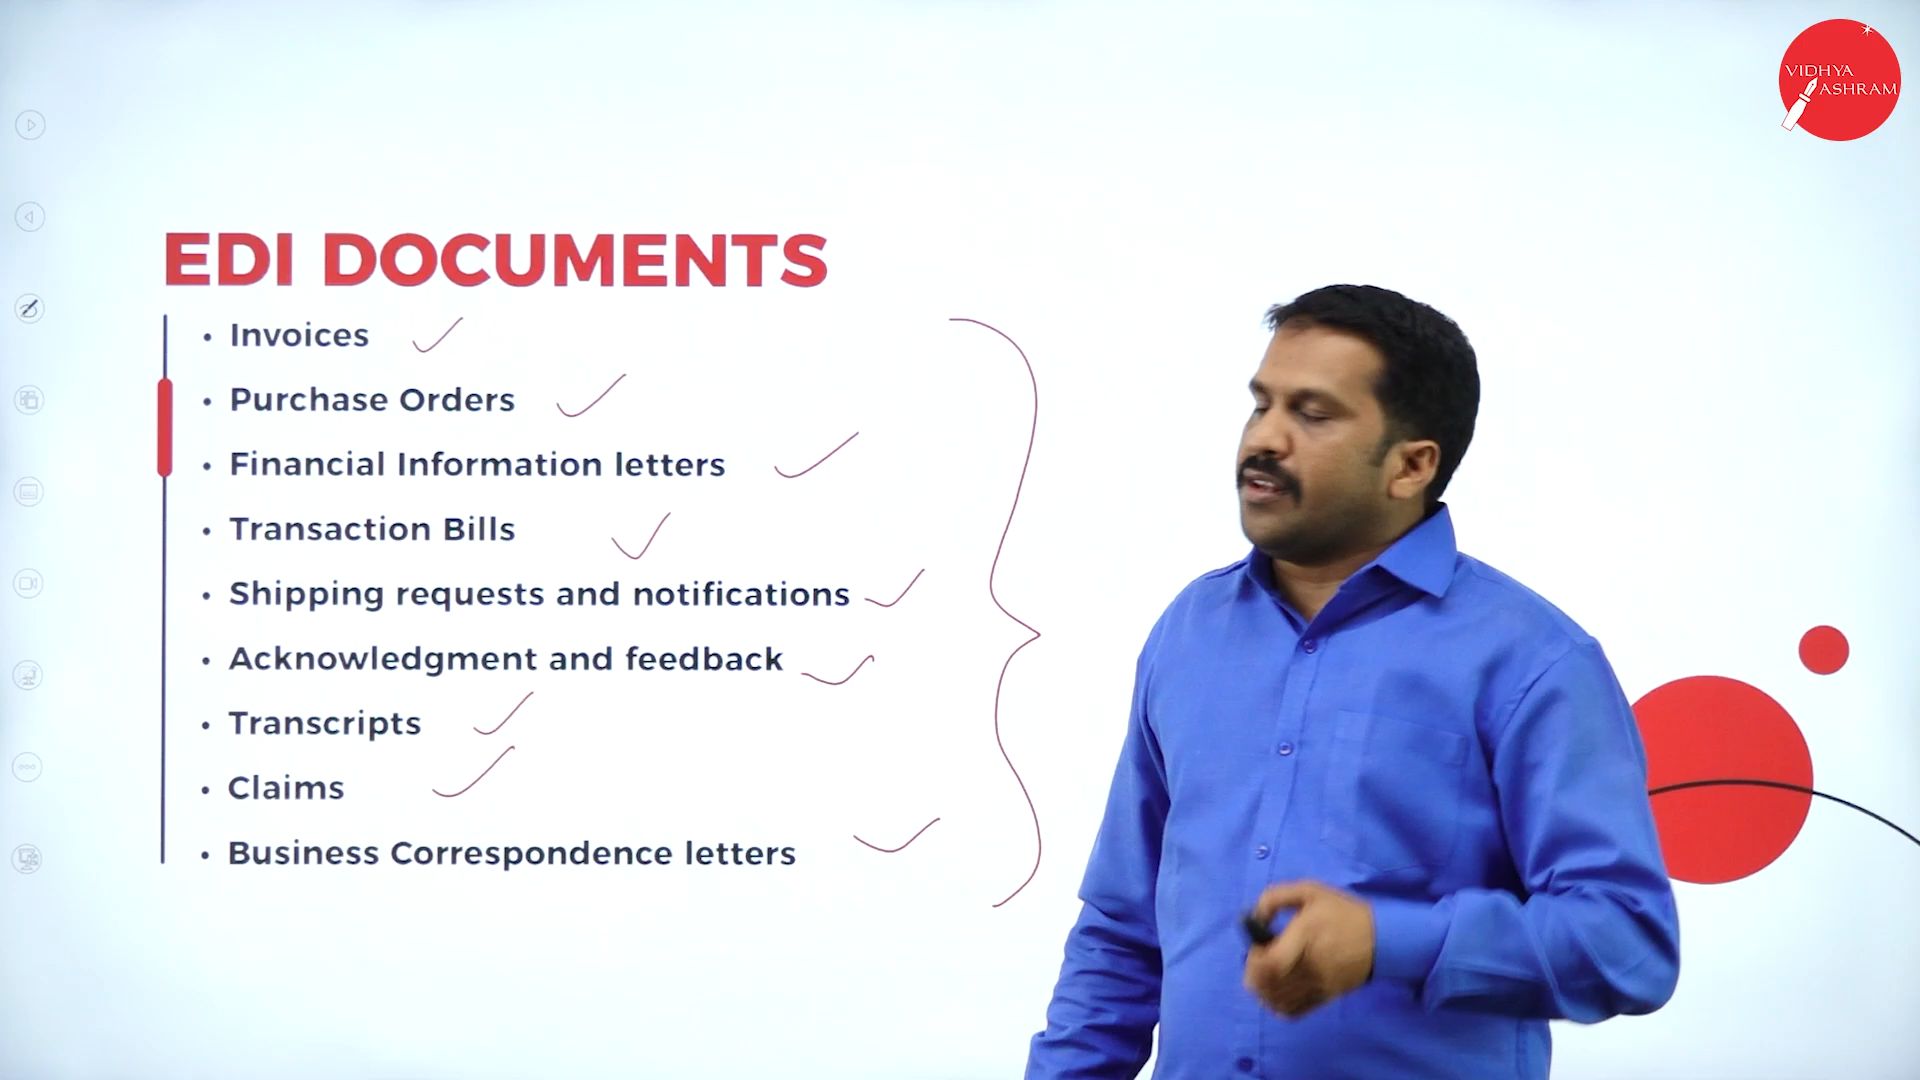 VIDHYA
ASHRAM
EDI DOCUMENTS
• Invoices
• Purchase Orders
• Financial Information letters
• Transaction Bills
• Shipping requests and notifications
• Acknowledgment and feedback
• Transcripts
• Claims
• Business Correspondence letters